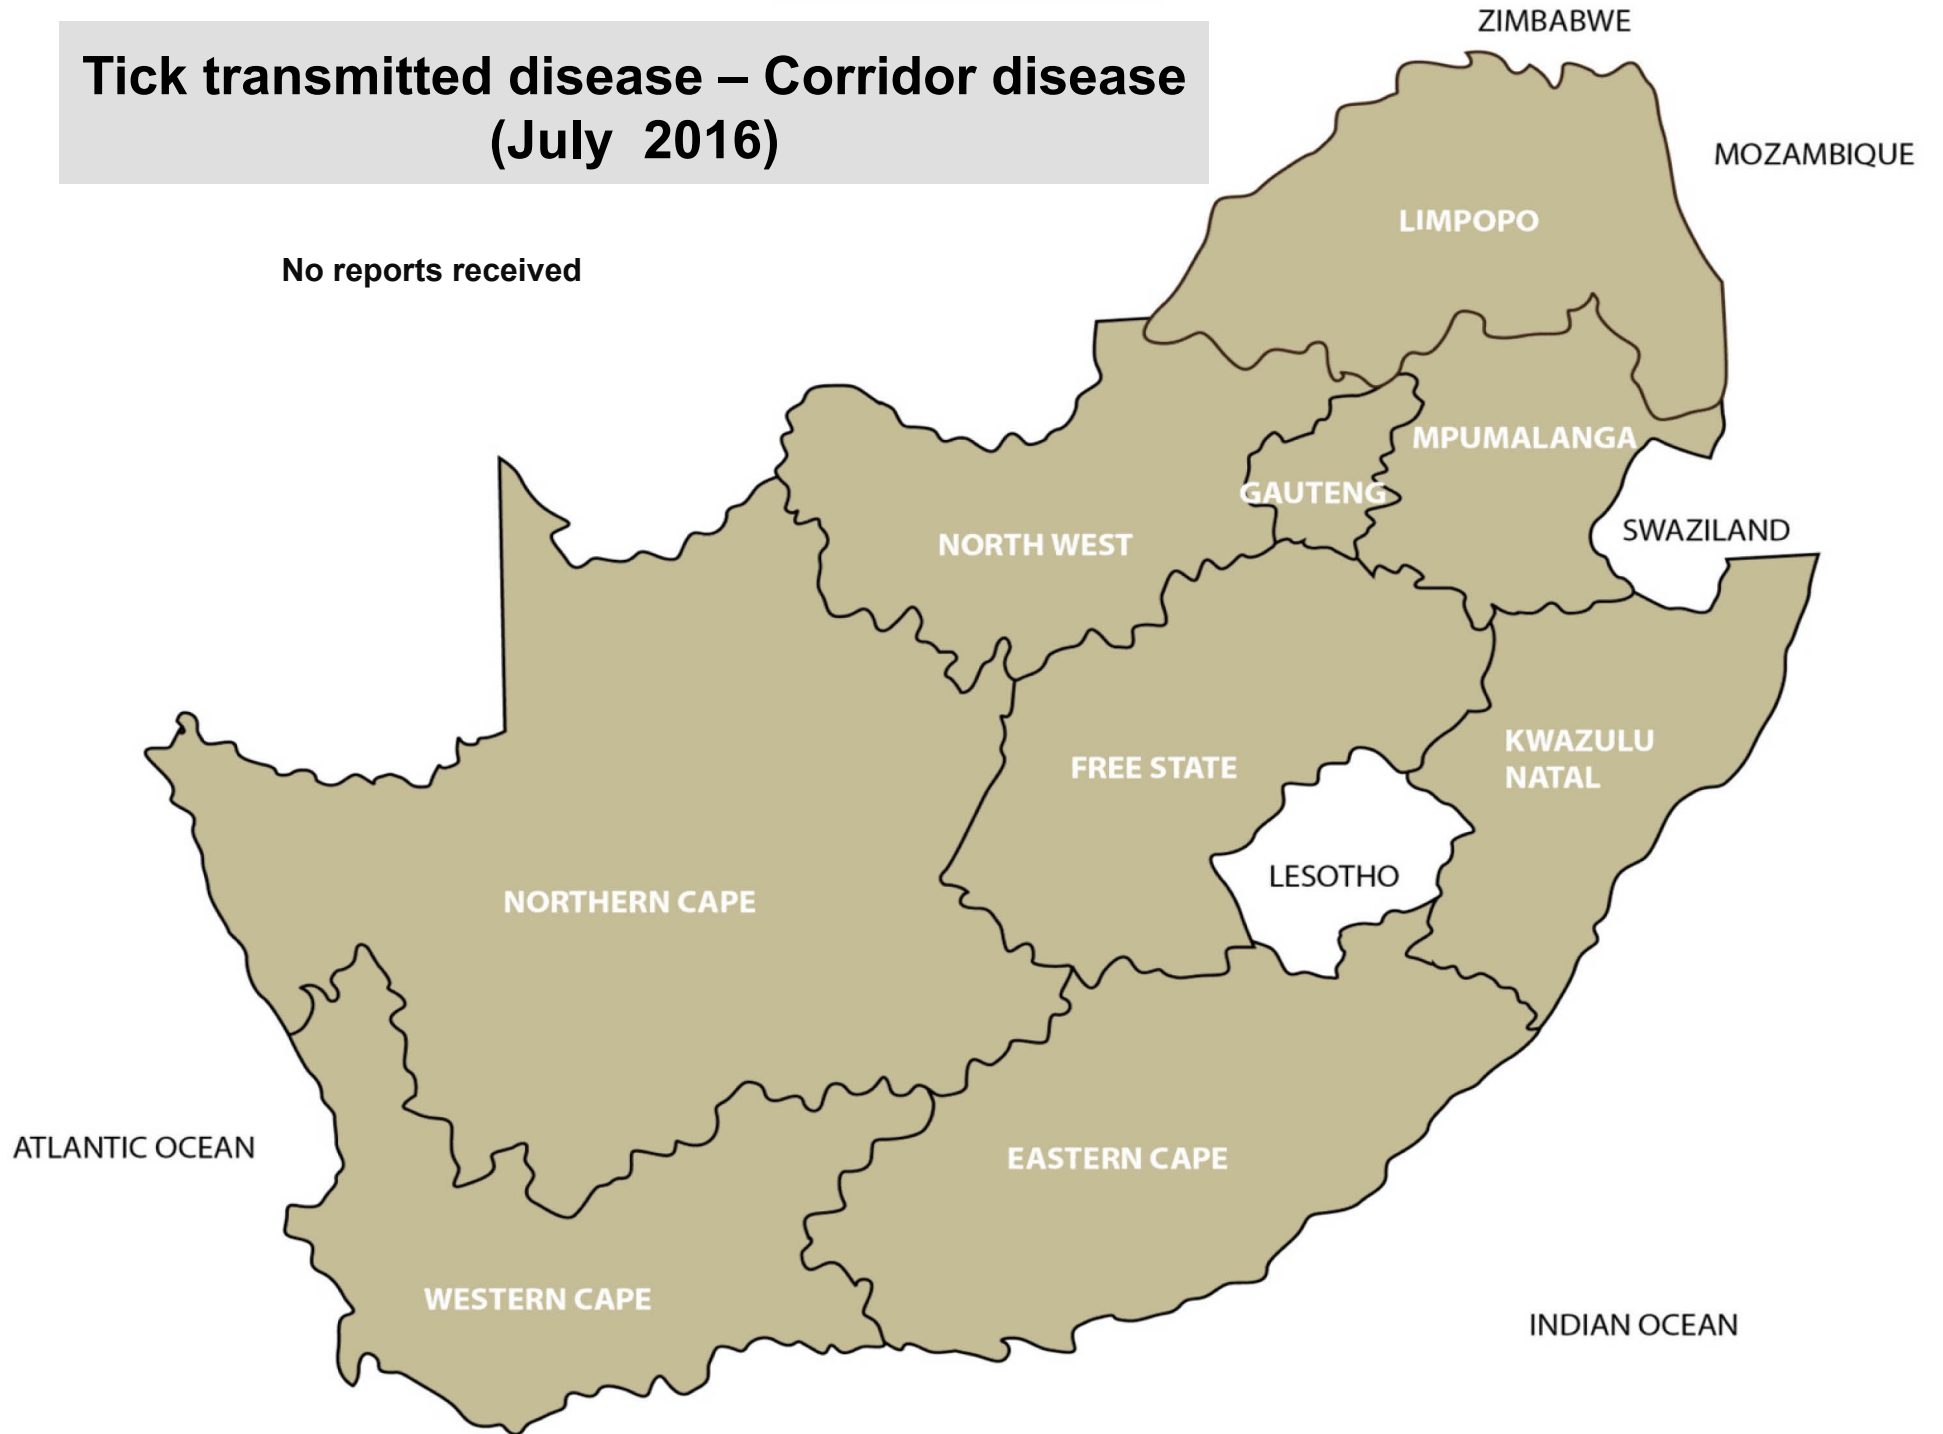 ZIMBABWE
Tick transmitted disease – Corridor disease
(July 2016)
MOZAMBIQUE
LIMPOPO
No reports received
MPUMALANGA
GAUTENG
SWAZILAND
NORTH WEST
KWAZULU
NATAL
FREE STATE
LESOTHO
NORTHERN CAPE
ATLANTIC OCEAN
EASTERN CAPE
WESTERN CAPE
INDIAN OCEAN